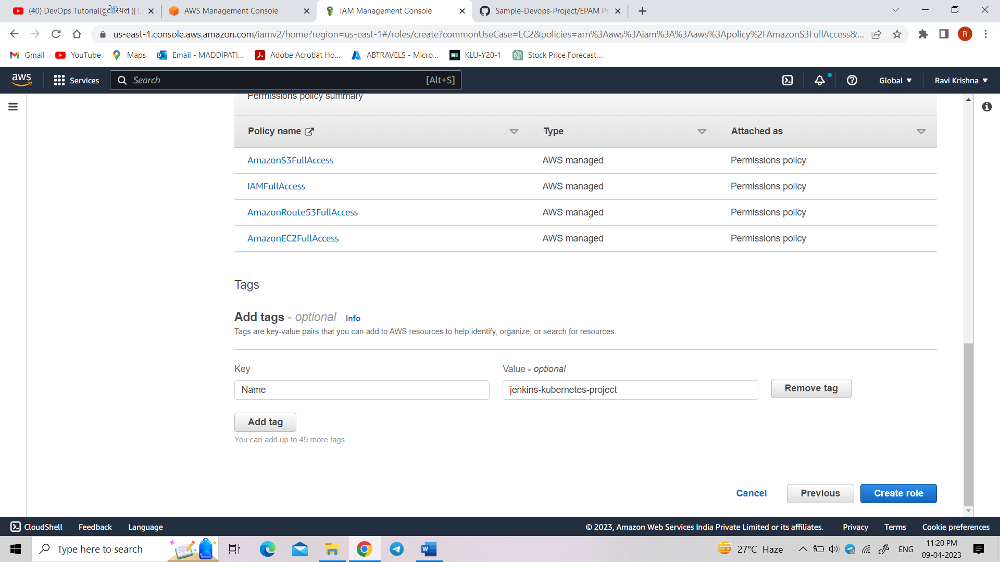 (40) DevOps Tutorial(टूटोरियल )| L
AWS Management Console
IAM Management Console
Sample-Devops-Project/EPAM Pr
us-east-1.console.aws.amazon.com/iamv2/home?region=us-east-1#/roles/create?commonUseCase=EC2&policies=arn%3Aaws%3Aiam%3A%3Aaws%3Apolicy%2FAmazonS3FullAccess&...
R
Gmail
YouTube
Maps
Email - MADDIPATI...
Adobe Acrobat Ho...
ABTRAVELS - Micro...
KLU-Y20-1
Stock Price Forecast...
aws
Services
Search
[Alt+S]
Global
Ravi Krishna
Permissions policy summary
Policy name Type Attached as
AmazonS3FullAccess AWS managed Permissions policy
IAMFullAccess AWS managed Permissions policy
AmazonRoute53FullAccess AWS managed Permissions policy
AmazonEC2FullAccess AWS managed Permissions policy
Tags
Add tags - optional Info
Tags are key-value pairs that you can add to AWS resources to help identify, organize, or search for resources.
Key Value - optional
Name jenkins-kubernetes-project Remove tag
Add tag
You can add up to 49 more tags.
Cancel Previous Create role
CloudShell Feedback Language © 2023, Amazon Web Services India Private Limited or its affiliates. Privacy Terms Cookie preferences
Type here to search
27°C Haze
ENG
11:20 PM
09-04-2023